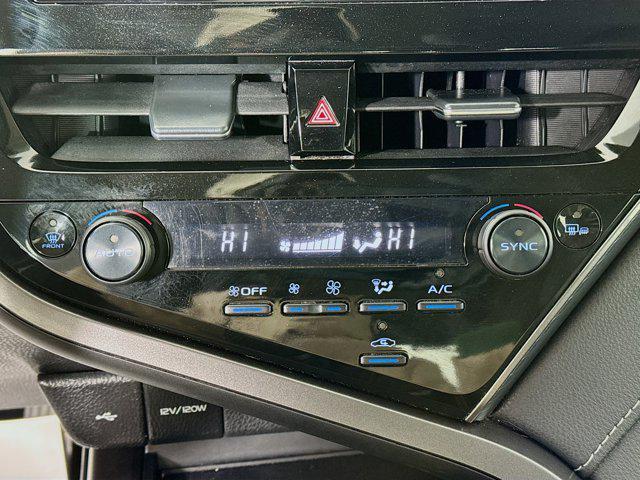 FRONT
AUTO
HI
HI
SYNC
OFF
A/C
12V/120W